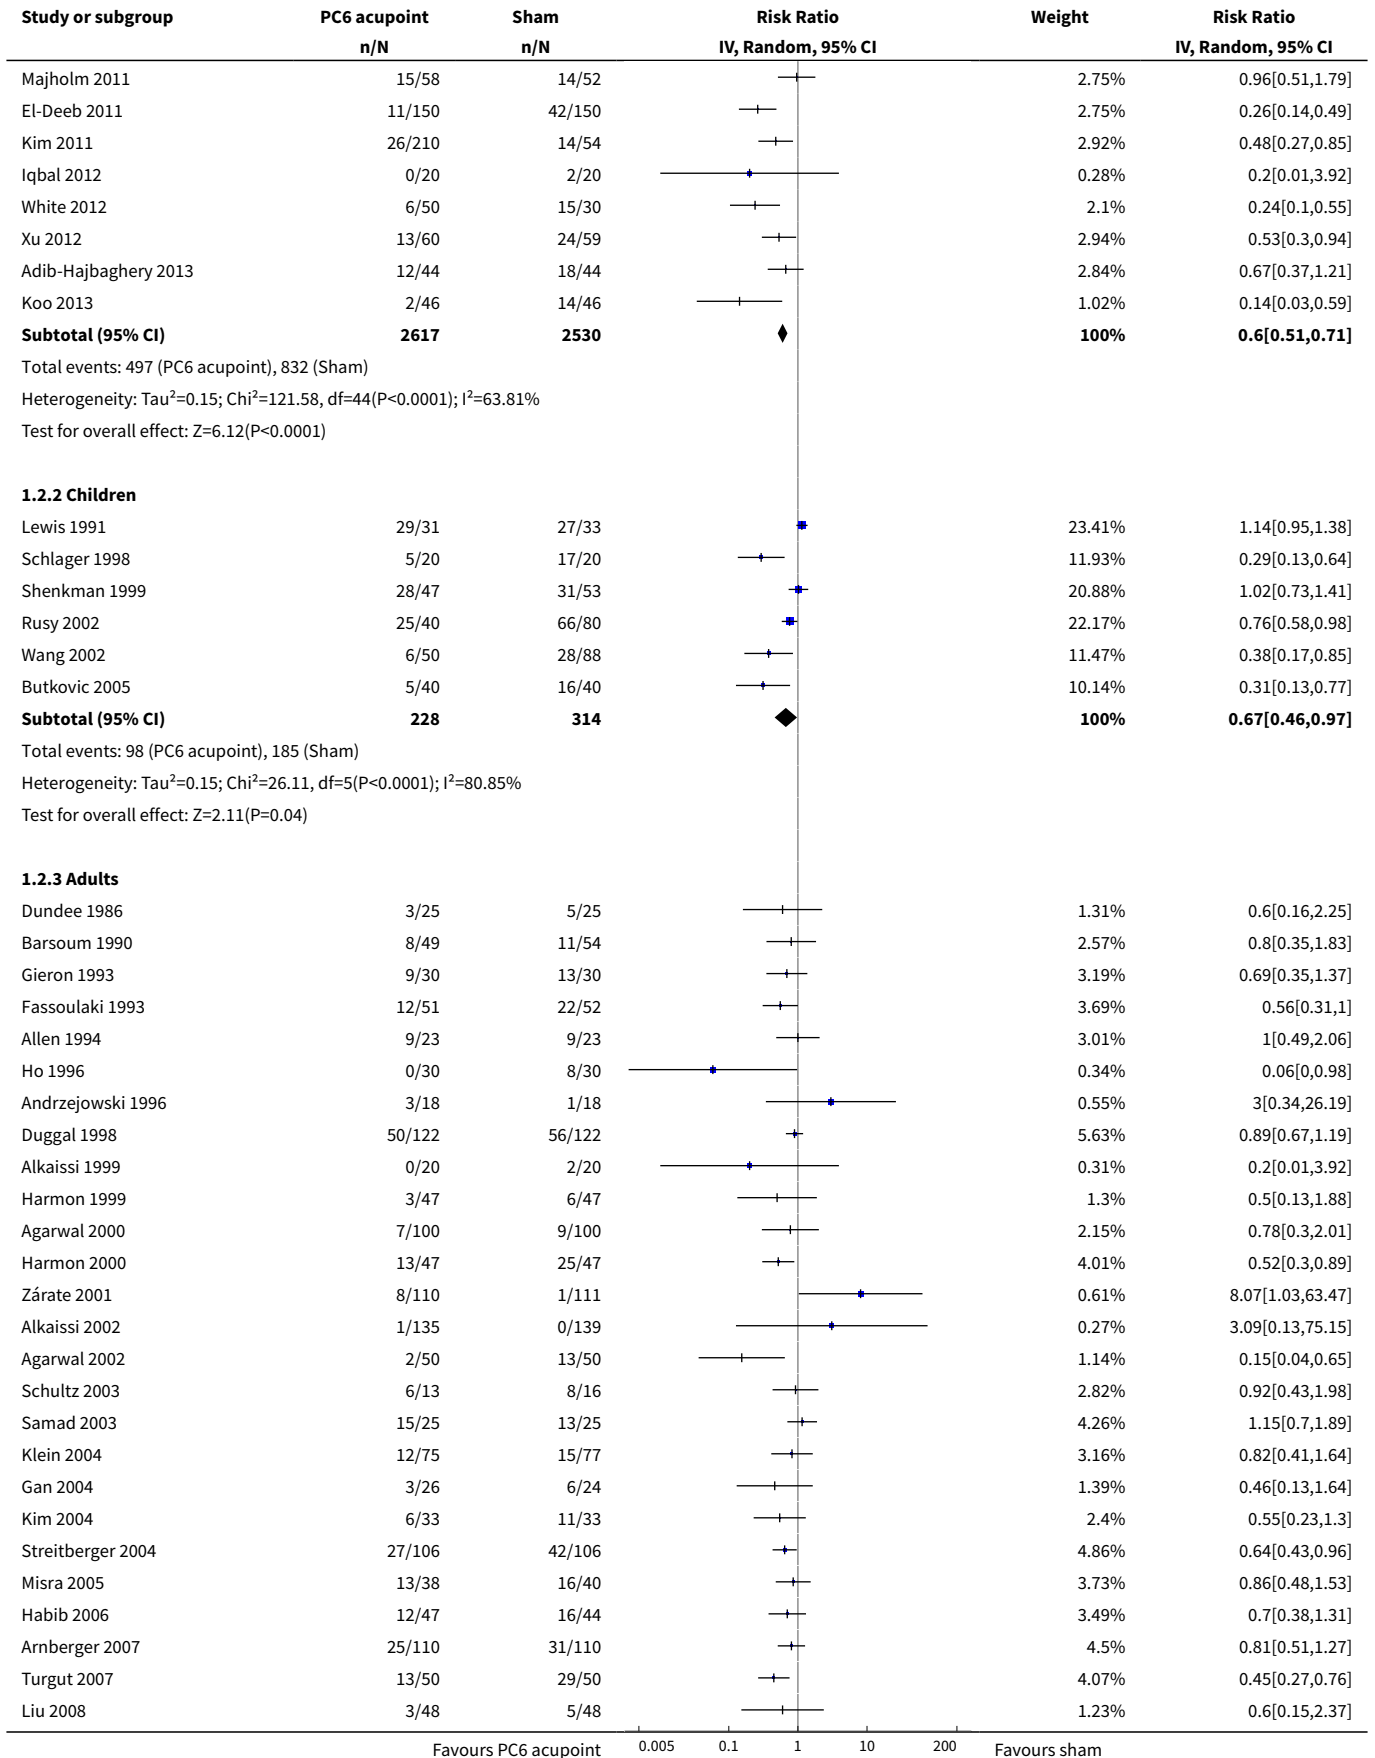 Study or subgroup PC6 acupoint Sham Risk Ratio Weight Risk Ratio
n/N n/N IV, Random, 95% CI IV, Random, 95% CI
Majholm 2011 15/58 14/52 2.75% 0.96[0.51,1.79]
El-Deeb 2011 11/150 42/150 2.75% 0.26[0.14,0.49]
Kim 2011 26/210 14/54 2.92% 0.48[0.27,0.85]
Iqbal 2012 0/20 2/20 0.28% 0.2[0.01,3.92]
White 2012 6/50 15/30 2.1% 0.24[0.1,0.55]
Xu 2012 13/60 24/59 2.94% 0.53[0.3,0.94]
Adib-Hajbaghery 2013 12/44 18/44 2.84% 0.67[0.37,1.21]
Koo 2013 2/46 14/46 1.02% 0.14[0.03,0.59]
Subtotal (95% CI) 2617 2530 100% 0.6[0.51,0.71]
Total events: 497 (PC6 acupoint), 832 (Sham)
Heterogeneity: Tau²=0.15; Chi²=121.58, df=44(P<0.0001); I²=63.81%
Test for overall effect: Z=6.12(P<0.0001)
1.2.2 Children
Lewis 1991 29/31 27/33 23.41% 1.14[0.95,1.38]
Schlager 1998 5/20 17/20 11.93% 0.29[0.13,0.64]
Shenkman 1999 28/47 31/53 20.88% 1.02[0.73,1.41]
Rusy 2002 25/40 66/80 22.17% 0.76[0.58,0.98]
Wang 2002 6/50 28/88 11.47% 0.38[0.17,0.85]
Butkovic 2005 5/40 16/40 10.14% 0.31[0.13,0.77]
Subtotal (95% CI) 228 314 100% 0.67[0.46,0.97]
Total events: 98 (PC6 acupoint), 185 (Sham)
Heterogeneity: Tau²=0.15; Chi²=26.11, df=5(P<0.0001); I²=80.85%
Test for overall effect: Z=2.11(P=0.04)
1.2.3 Adults
Dundee 1986 3/25 5/25 1.31% 0.6[0.16,2.25]
Barsoum 1990 8/49 11/54 2.57% 0.8[0.35,1.83]
Gieron 1993 9/30 13/30 3.19% 0.69[0.35,1.37]
Fassoulaki 1993 12/51 22/52 3.69% 0.56[0.31,1]
Allen 1994 9/23 9/23 3.01% 1[0.49,2.06]
Ho 1996 0/30 8/30 0.34% 0.06[0,0.98]
Andrzejowski 1996 3/18 1/18 0.55% 3[0.34,26.19]
Duggal 1998 50/122 56/122 5.63% 0.89[0.67,1.19]
Alkaissi 1999 0/20 2/20 0.31% 0.2[0.01,3.92]
Harmon 1999 3/47 6/47 1.3% 0.5[0.13,1.88]
Agarwal 2000 7/100 9/100 2.15% 0.78[0.3,2.01]
Harmon 2000 13/47 25/47 4.01% 0.52[0.3,0.89]
Zárate 2001 8/110 1/111 0.61% 8.07[1.03,63.47]
Alkaissi 2002 1/135 0/139 0.27% 3.09[0.13,75.15]
Agarwal 2002 2/50 13/50 1.14% 0.15[0.04,0.65]
Schultz 2003 6/13 8/16 2.82% 0.92[0.43,1.98]
Samad 2003 15/25 13/25 4.26% 1.15[0.7,1.89]
Klein 2004 12/75 15/77 3.16% 0.82[0.41,1.64]
Gan 2004 3/26 6/24 1.39% 0.46[0.13,1.64]
Kim 2004 6/33 11/33 2.4% 0.55[0.23,1.3]
Streitberger 2004 27/106 42/106 4.86% 0.64[0.43,0.96]
Misra 2005 13/38 16/40 3.73% 0.86[0.48,1.53]
Habib 2006 12/47 16/44 3.49% 0.7[0.38,1.31]
Arnberger 2007 25/110 31/110 4.5% 0.81[0.51,1.27]
Turgut 2007 13/50 29/50 4.07% 0.45[0.27,0.76]
Liu 2008 3/48 5/48 1.23% 0.6[0.15,2.37]
Favours PC6 acupoint 0.005 0.1 1 10 200 Favours sham